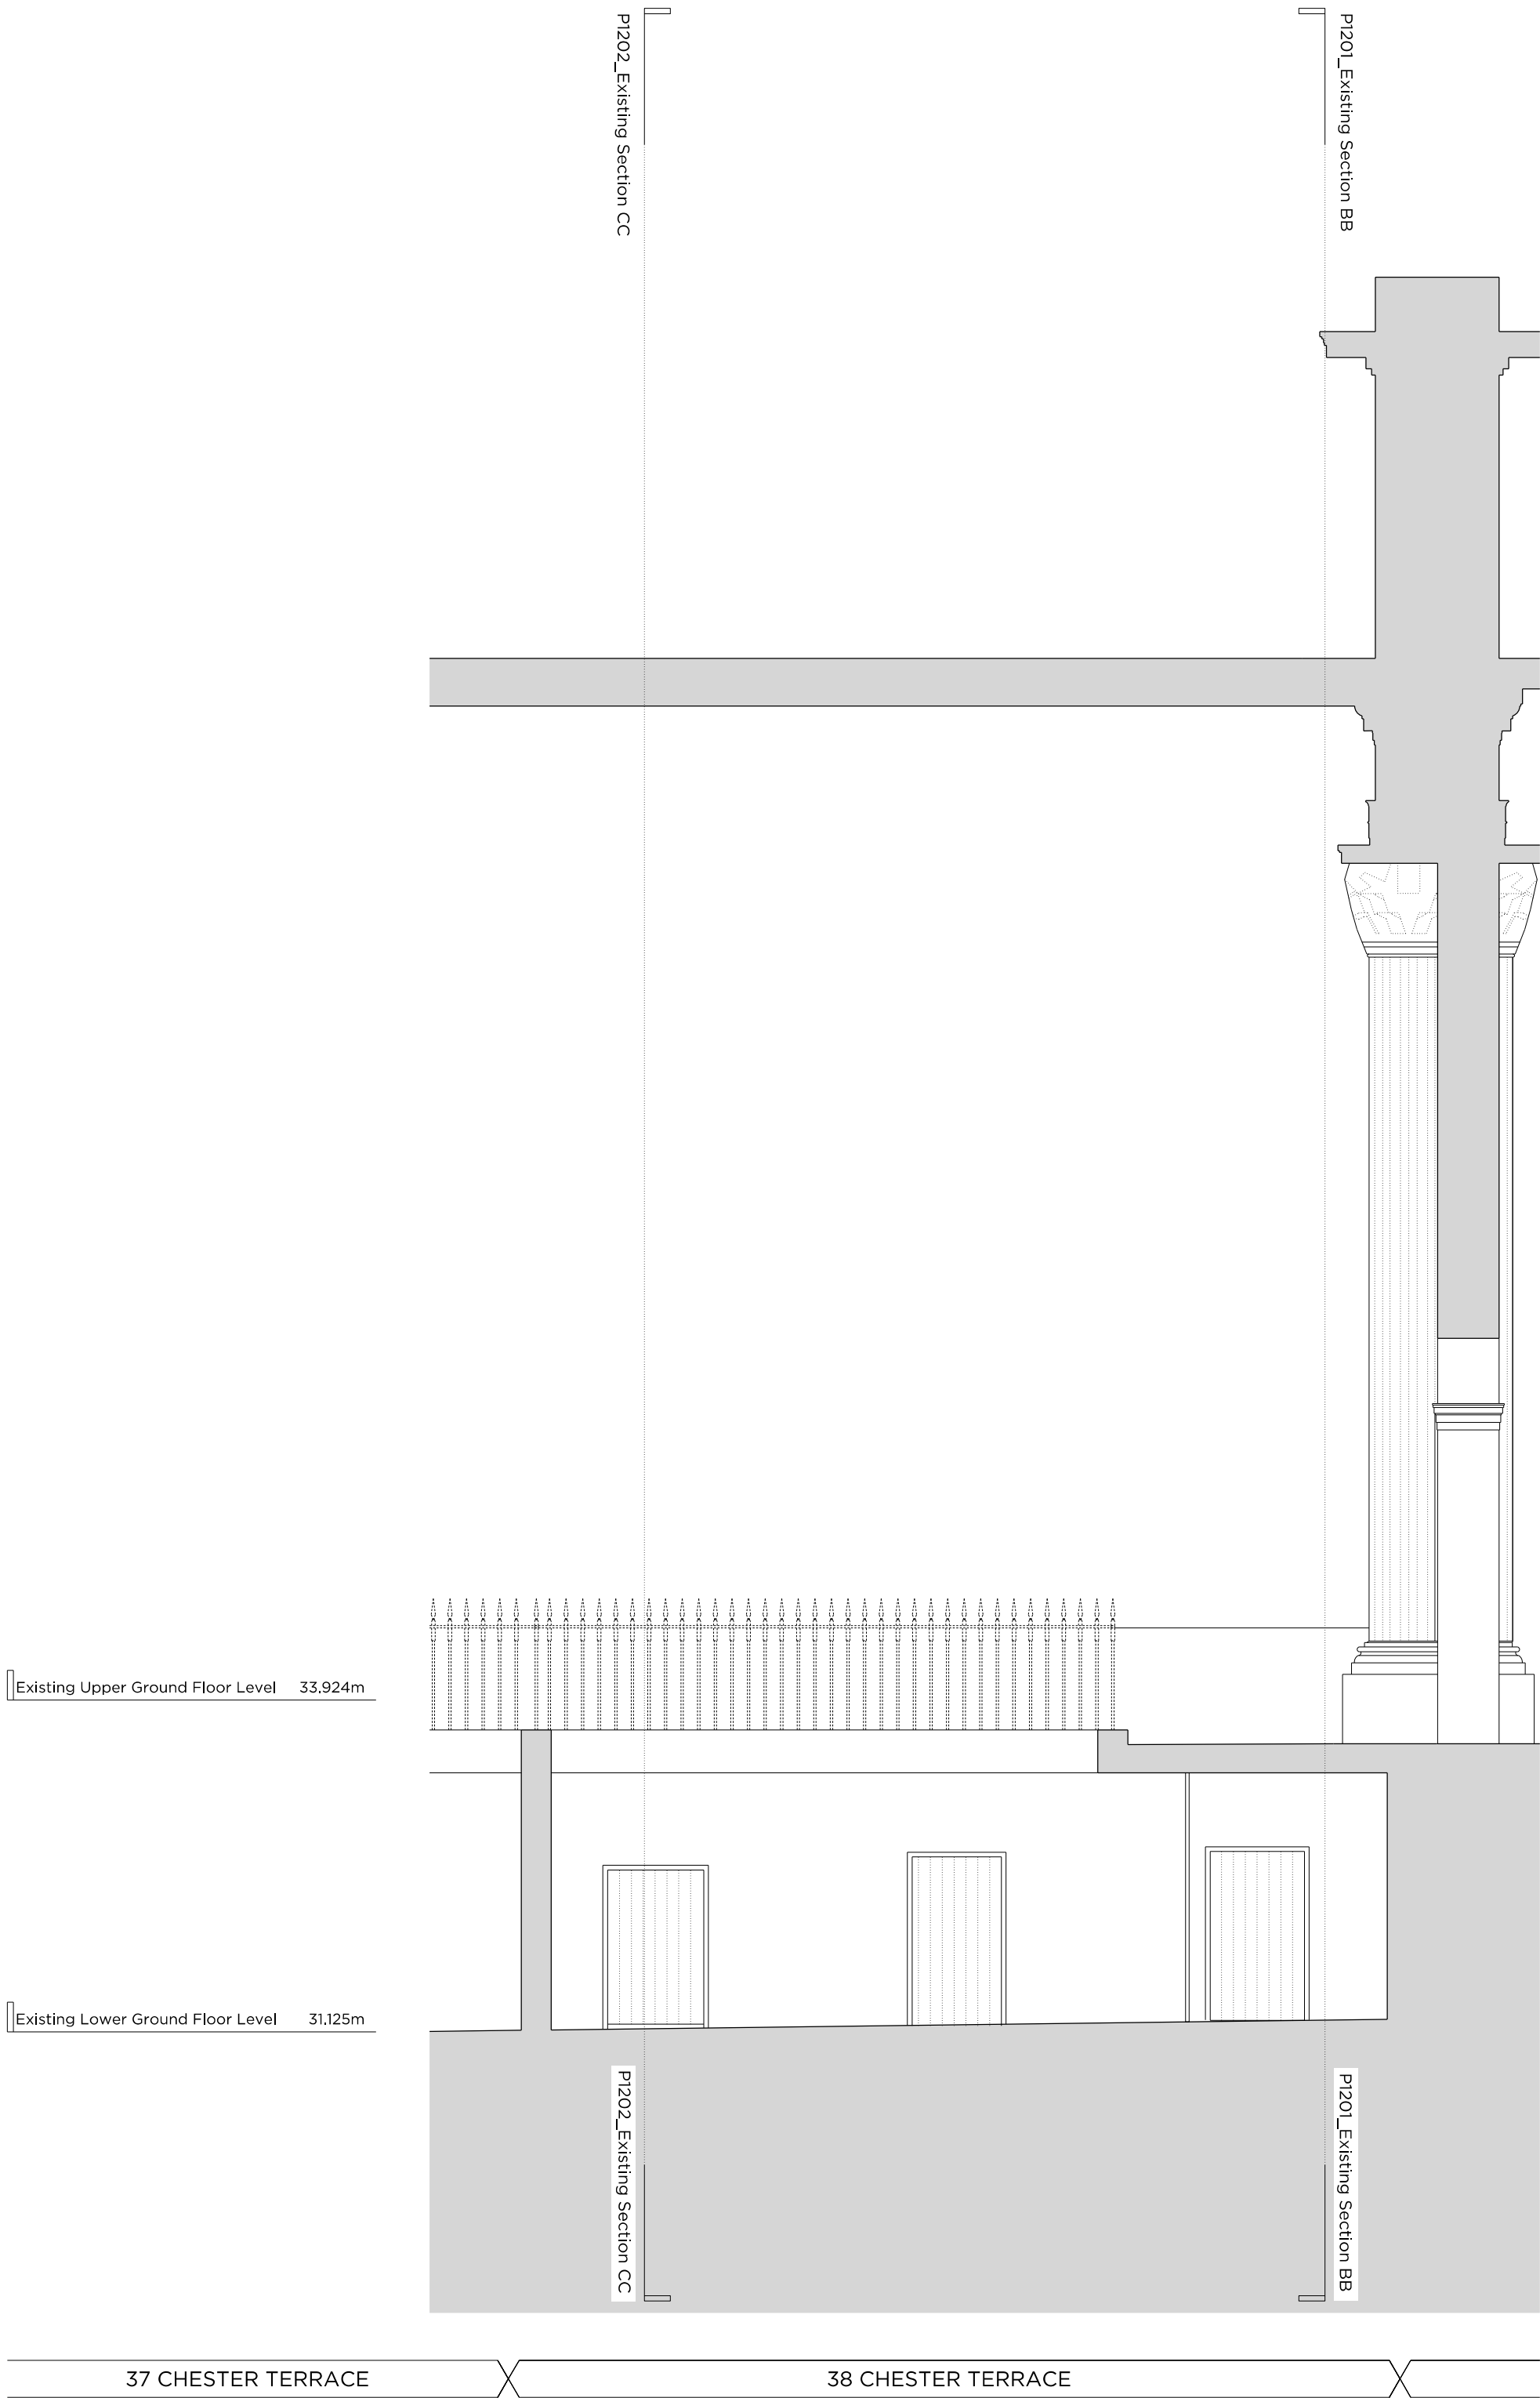 P1202_Existing Section CC
P1201_Existing Section BB
Existing Upper Ground Floor Level 33,924m
Existing Lower Ground Floor Level 31,125m
P1202_Existing Section CC
P1201_Existing Section BB
37 CHESTER TERRACE
38 CHESTER TERRACE